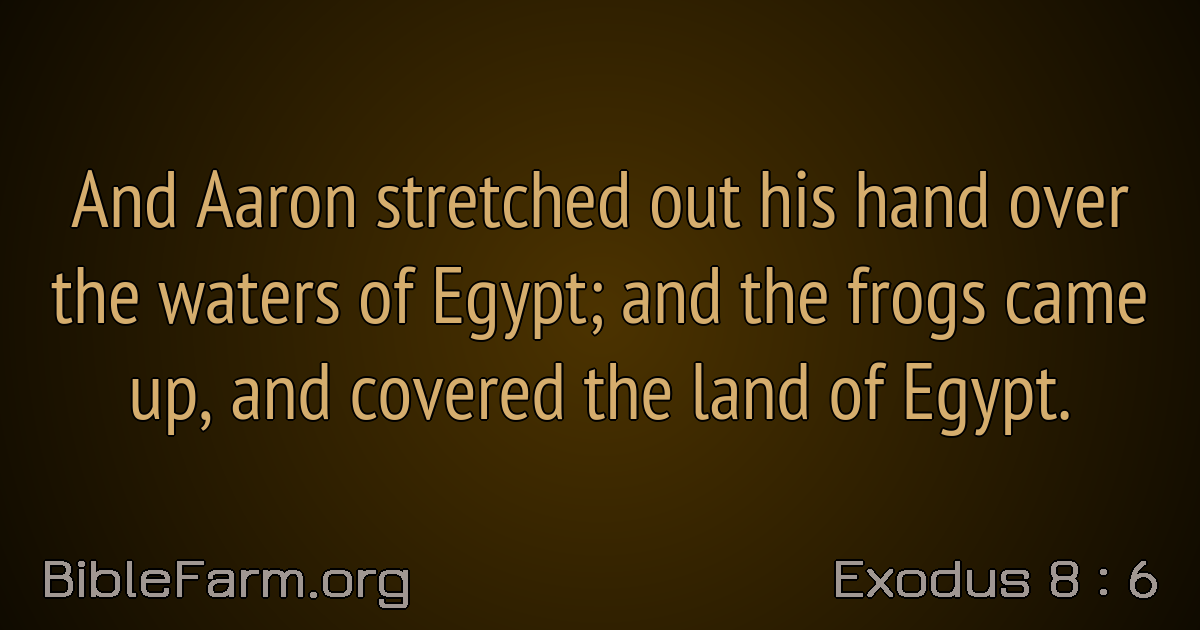 And Aaron stretched out his hand over
the waters of Egypt; and the frogs came
up, and covered the land of Egypt.
BibleFarm.org
Exodus 8 : 6